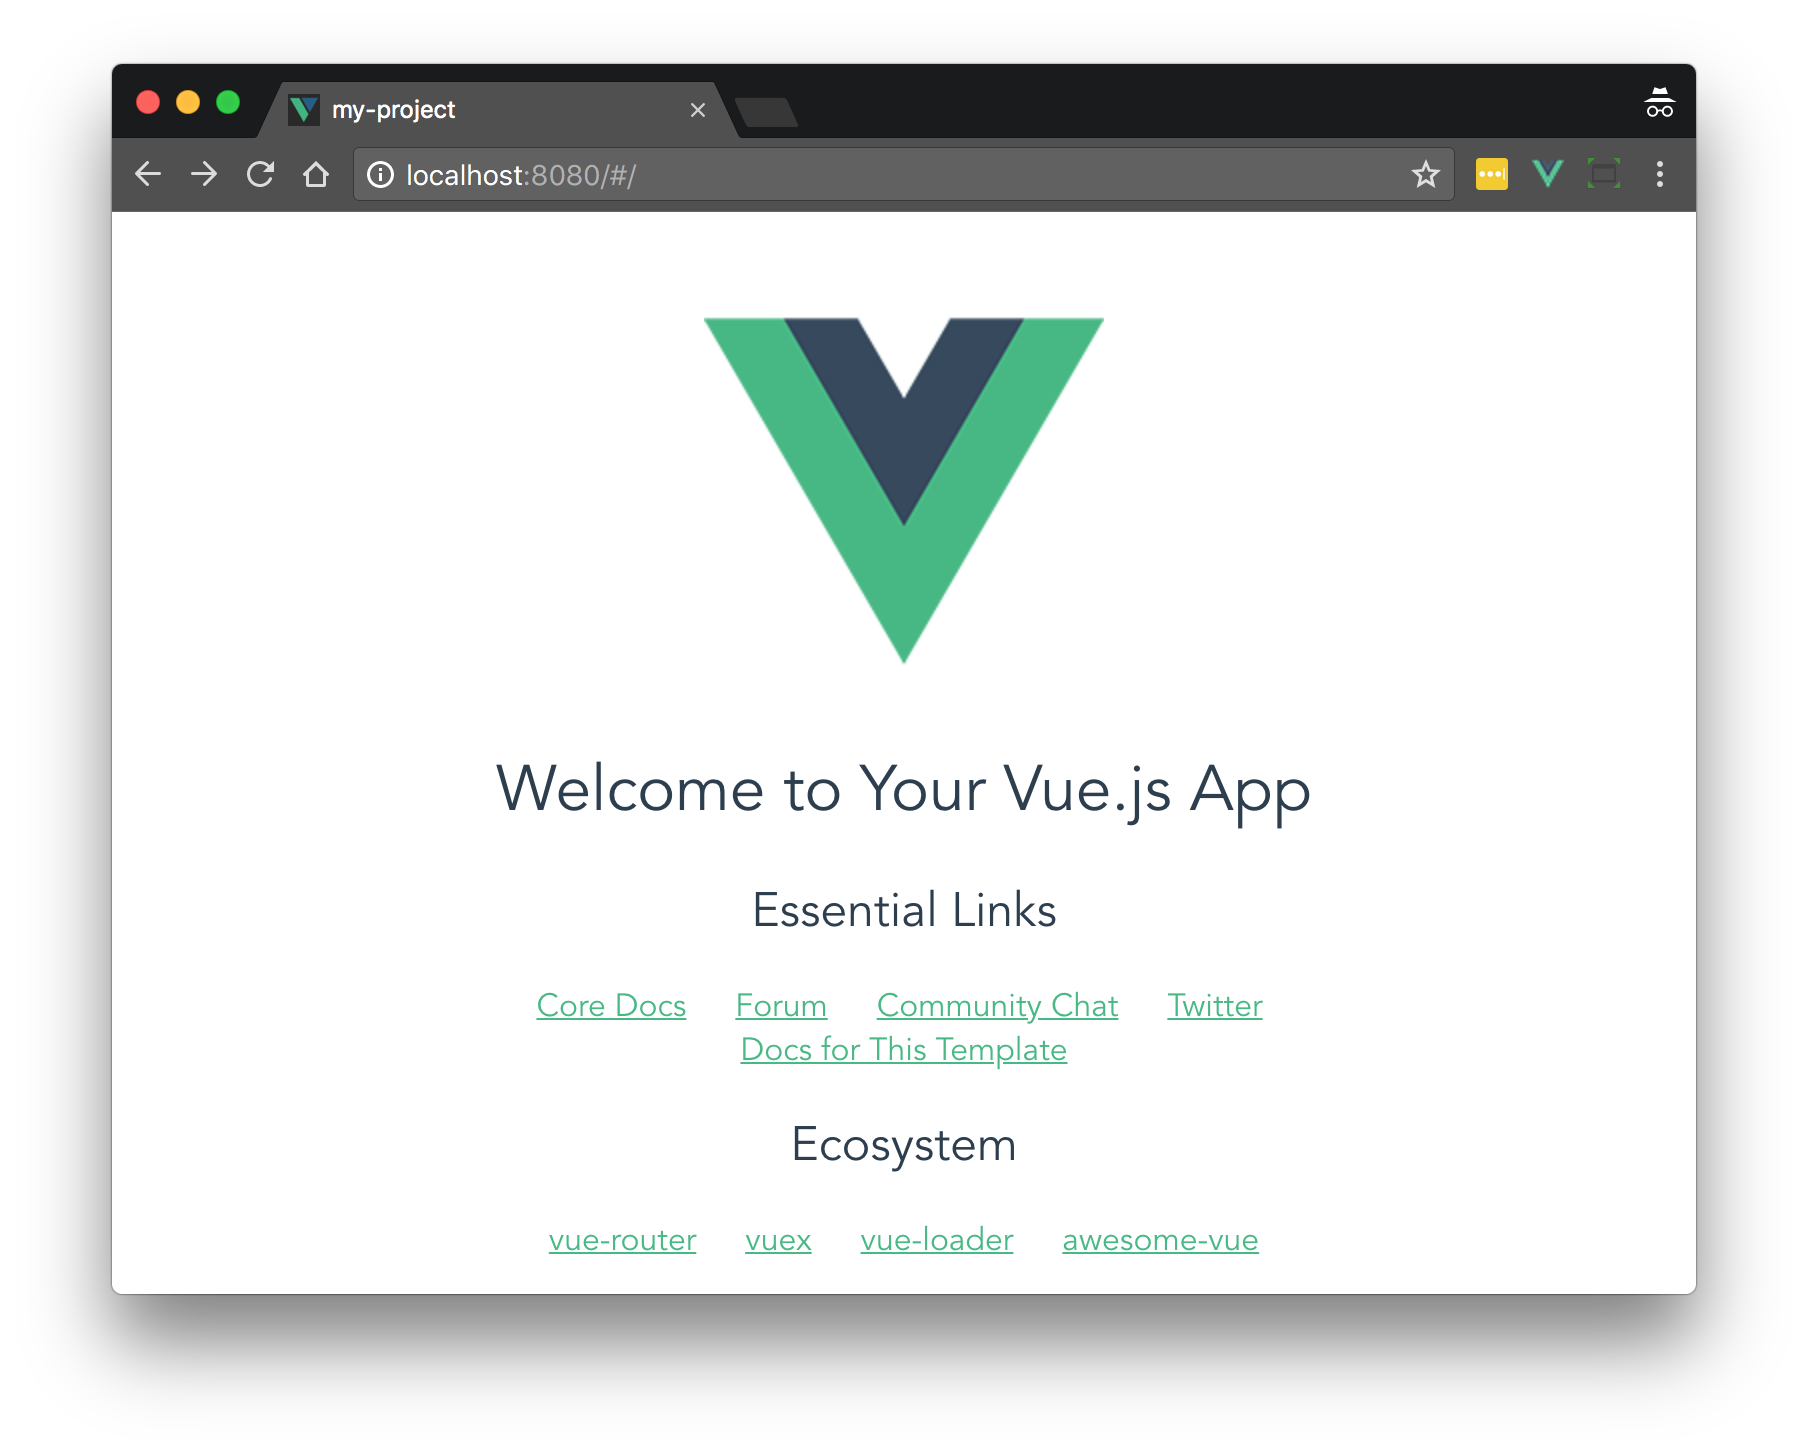 my-project
localhost:8080/#/
Welcome to Your Vue.js App
Essential Links
Core Docs Forum Community Chat Twitter
Docs for This Template
Ecosystem
vue-router vuex vue-loader awesome-vue